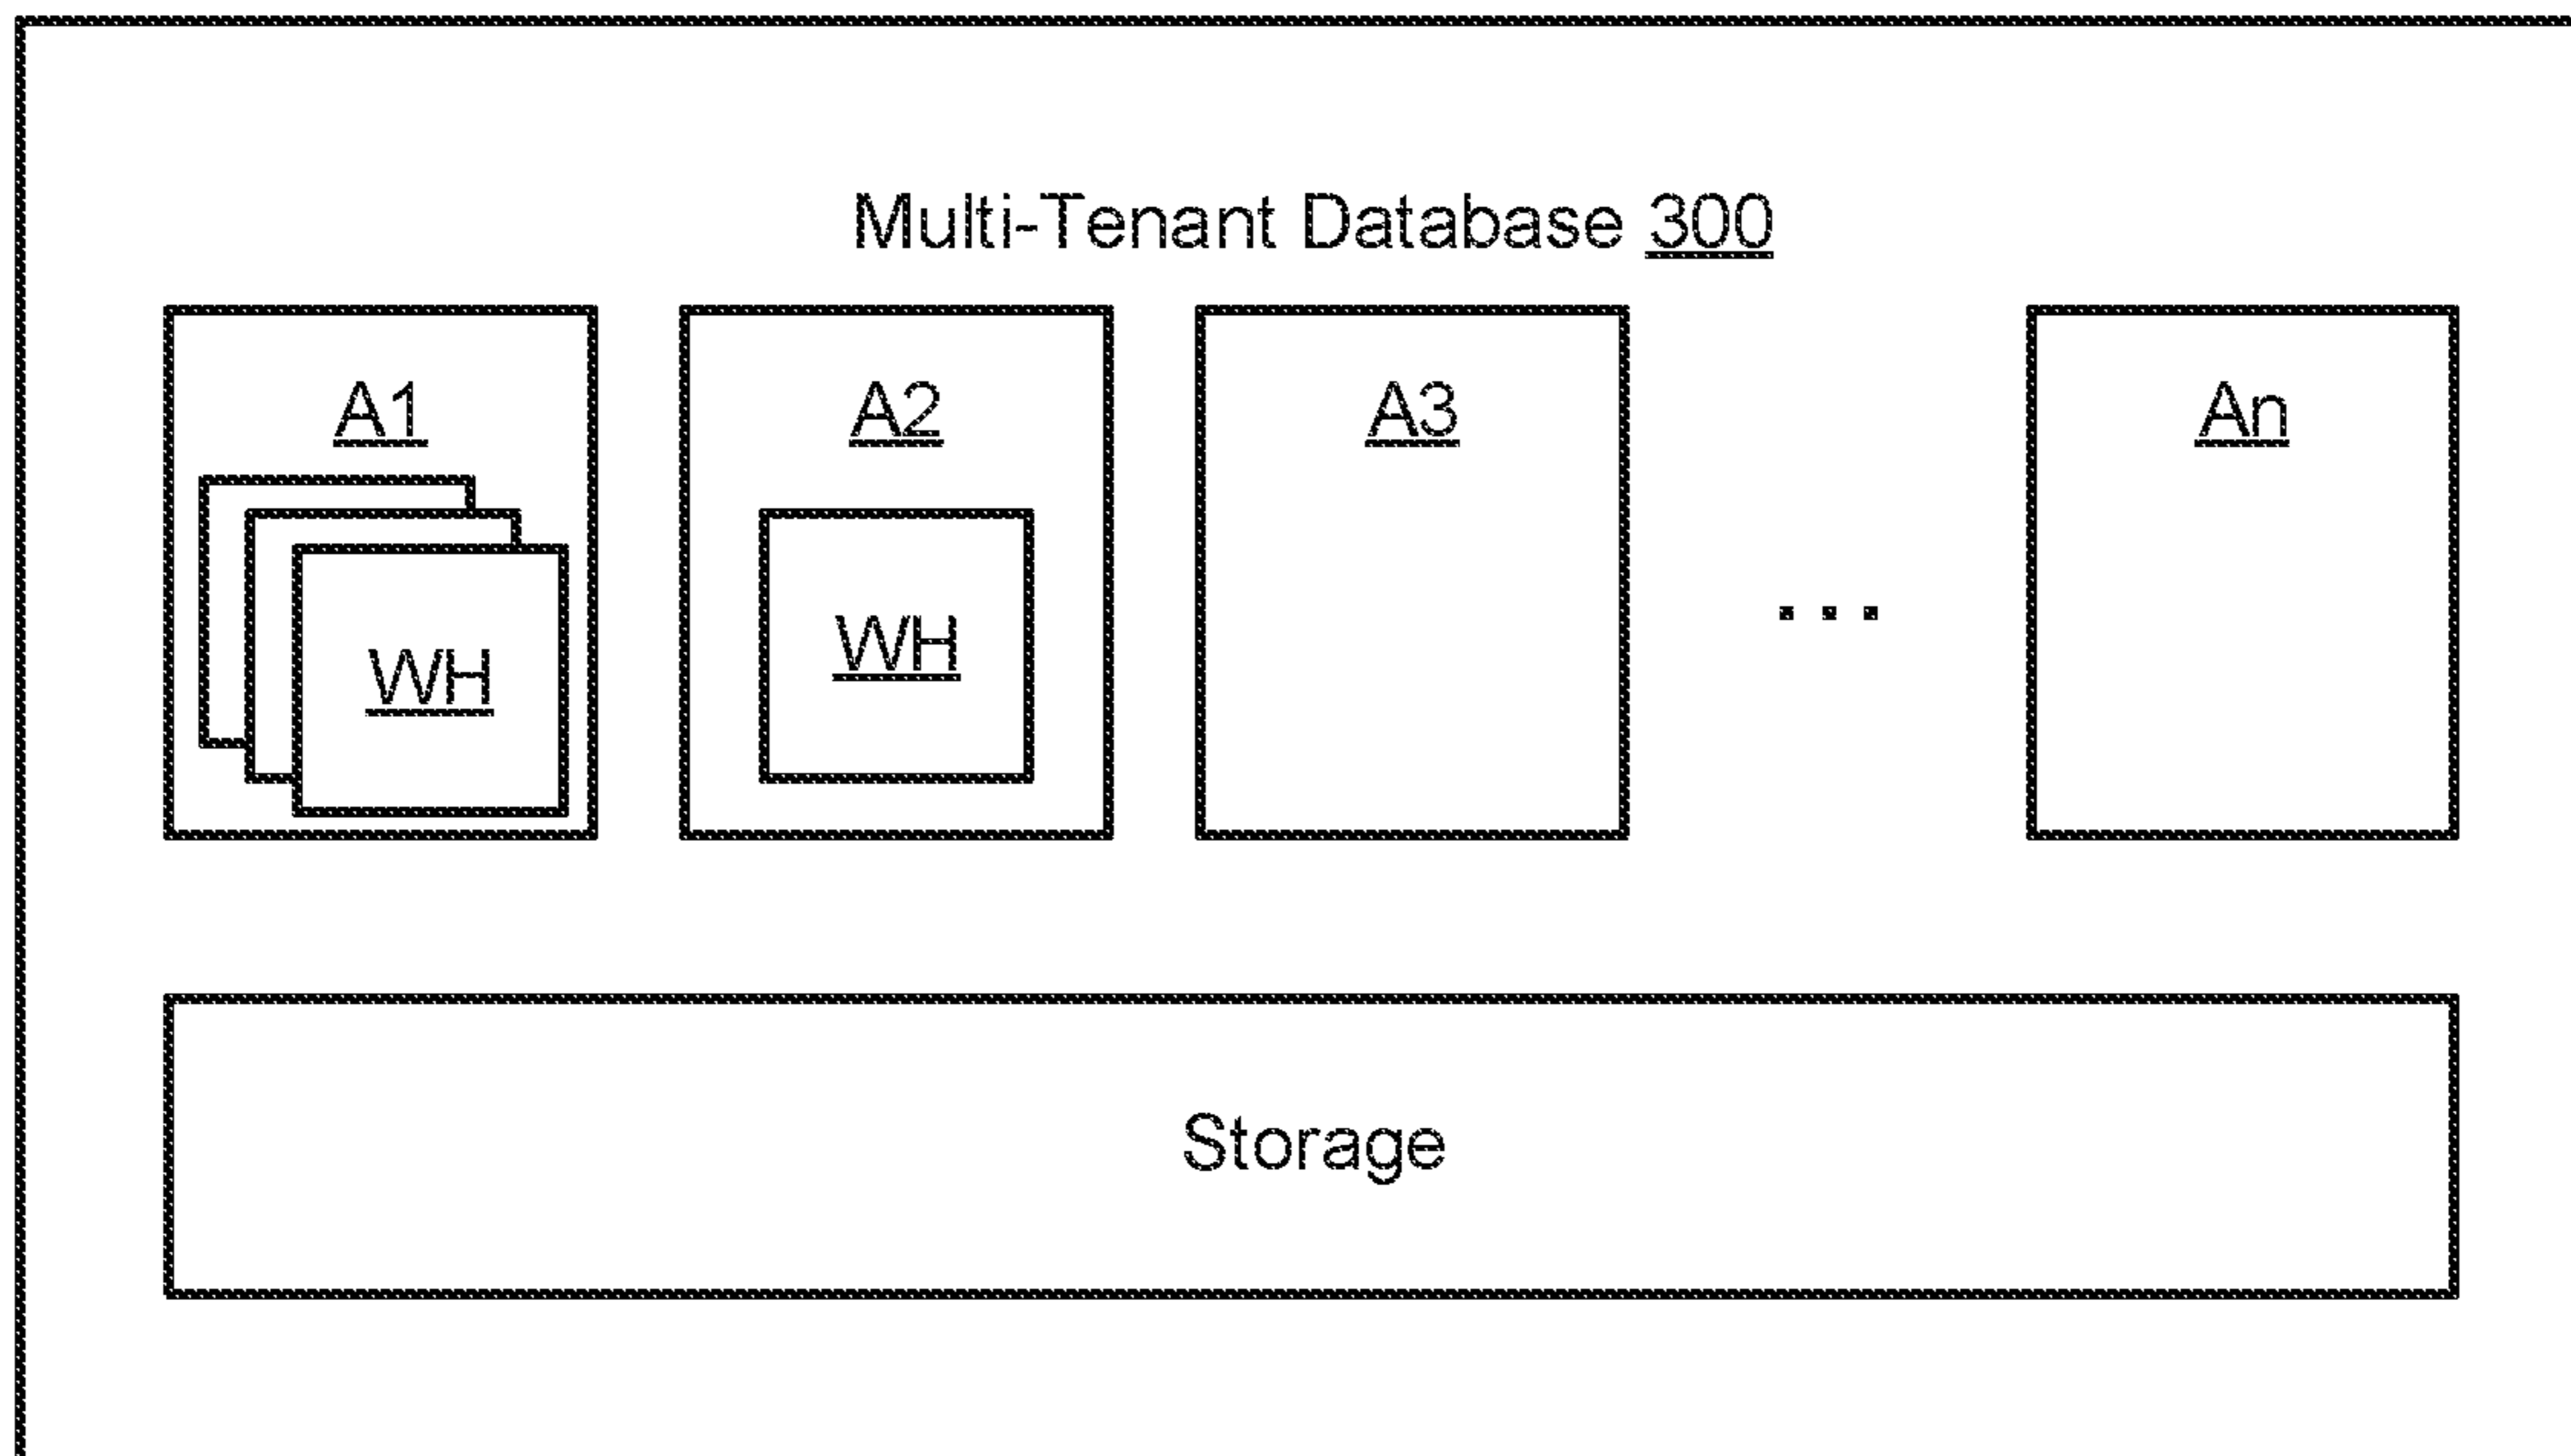 Multi-Tenant Database 300
A1
A2
A3
An
WH
WH
...
Storage